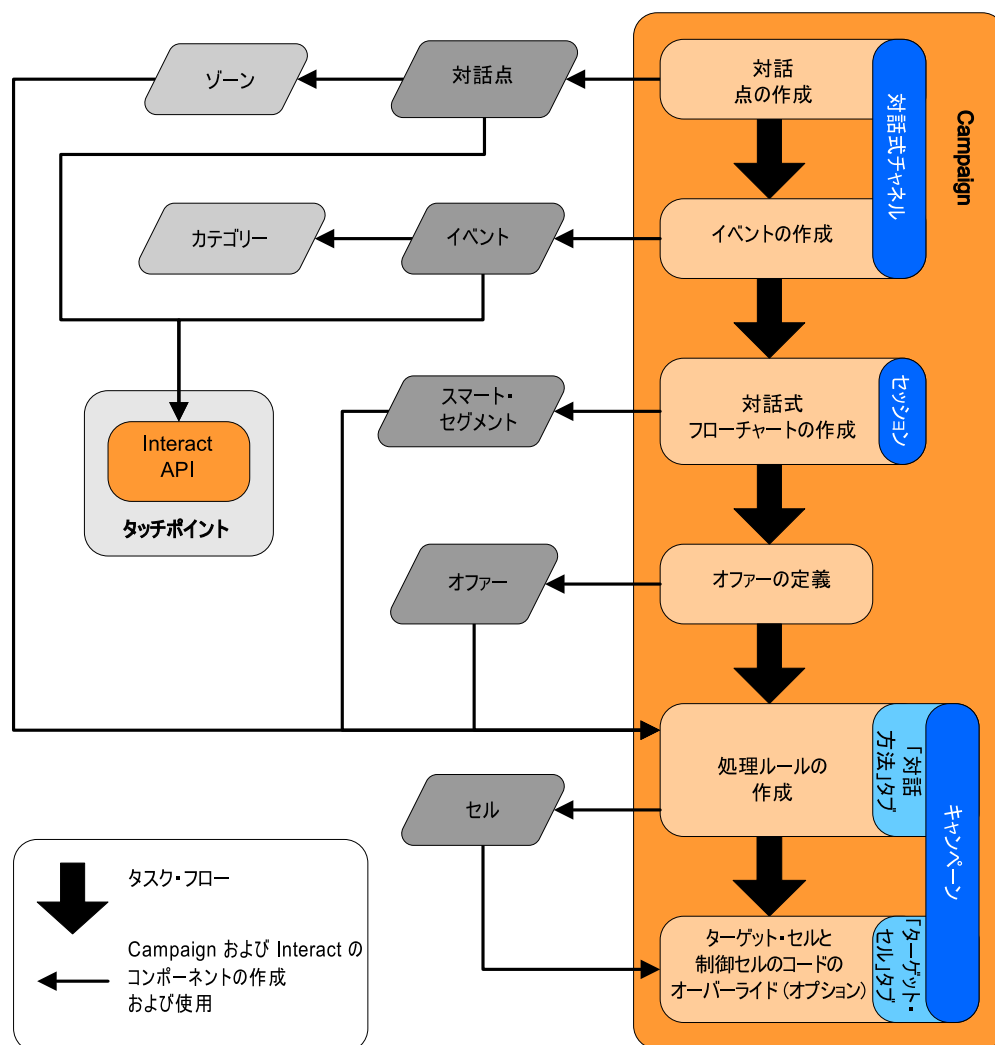 ゾーン
対話点
対話
点の作成
対話式チャネル
Campaign
カテゴリー
イベント
イベントの作成
スマート・
セグメント
対話式
フローチャートの作成
セッション
Interact
API
タッチポイント
オファー
オファーの定義
処理ルールの
作成
「対話
方法」タブ
キャンペーン
セル
ターゲット・セルと
制御セルのコードの
オーバーライド（オプション）
「ターゲット・
セル」タブ
タスク・フロー
Campaign および Interact の
コンポーネントの作成
および使用